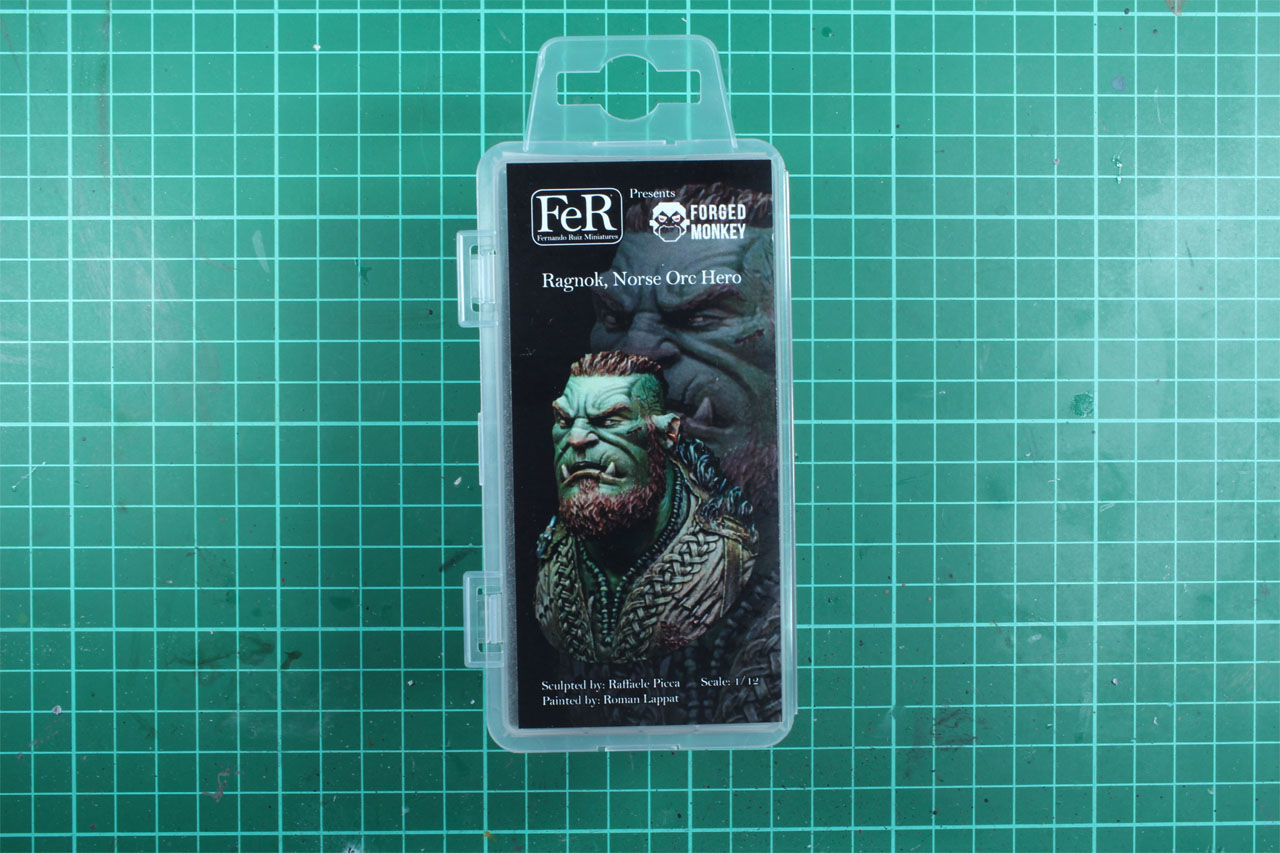 FeR
Fernando Ruiz Miniatures
Presents
FORGED
MONKEY
Ragnok, Norse Orc Hero
Sculpted by: Raffaele Picca
Scale: 1/12
Painted by: Roman Lappat